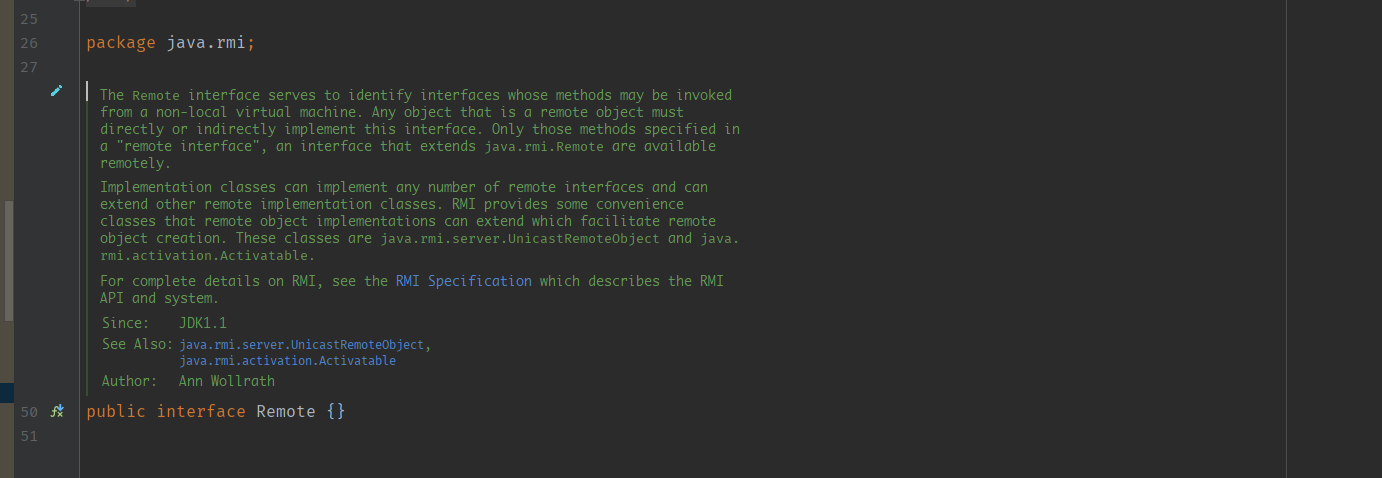 25
26 package java.rmi;
27
The Remote interface serves to identify interfaces whose methods may be invoked
from a non-local virtual machine. Any object that is a remote object must
directly or indirectly implement this interface. Only those methods specified in
a "remote interface", an interface that extends java.rmi.Remote are available
remotely.
Implementation classes can implement any number of remote interfaces and can
extend other remote implementation classes. RMI provides some convenience
classes that remote object implementations can extend which facilitate remote
object creation. These classes are java.rmi.server.UnicastRemoteObject and java.
rmi.activation.Activatable.
For complete details on RMI, see the RMI Specification which describes the RMI
API and system.
Since: JDK1.1
See Also: java.rmi.server.UnicastRemoteObject,
java.rmi.activation.Activatable
Author: Ann Wollrath
50 public interface Remote {}
51